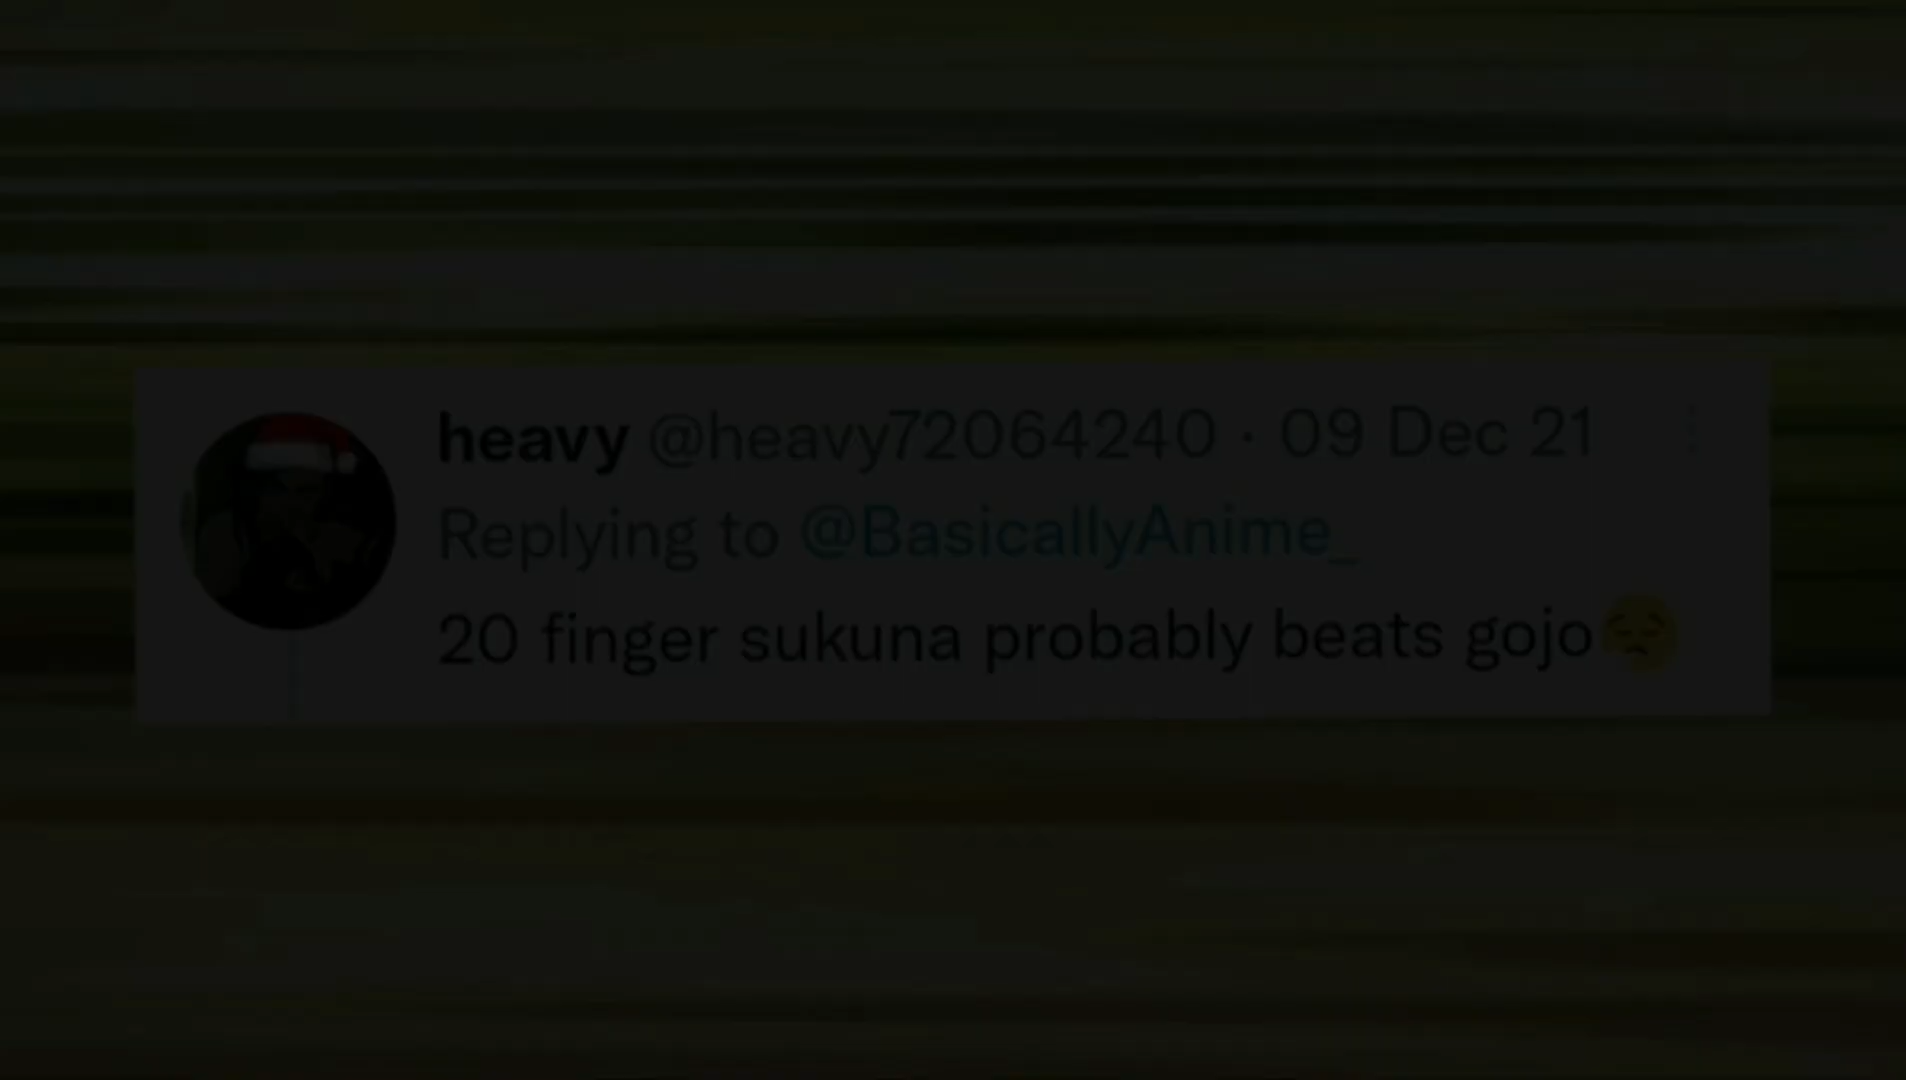 heavy @heavy72064240 · 09 Dec 21
Replying to @BasicallyAnime_
20 finger sukuna probably beats gojo😮‍💨